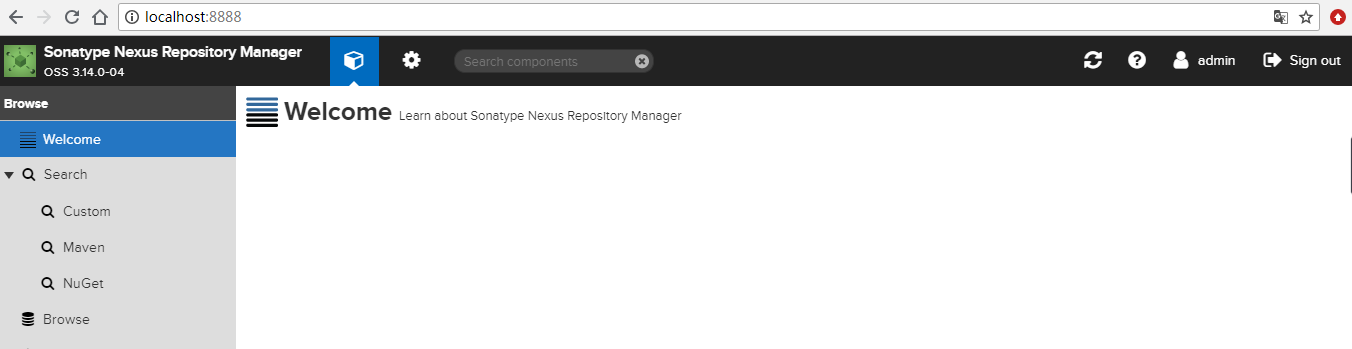 localhost:8888
Sonatype Nexus Repository Manager
OSS 3.14.0-04
Search components
admin
Sign out
Browse
Welcome
Search
Custom
Maven
NuGet
Browse
Welcome Learn about Sonatype Nexus Repository Manager